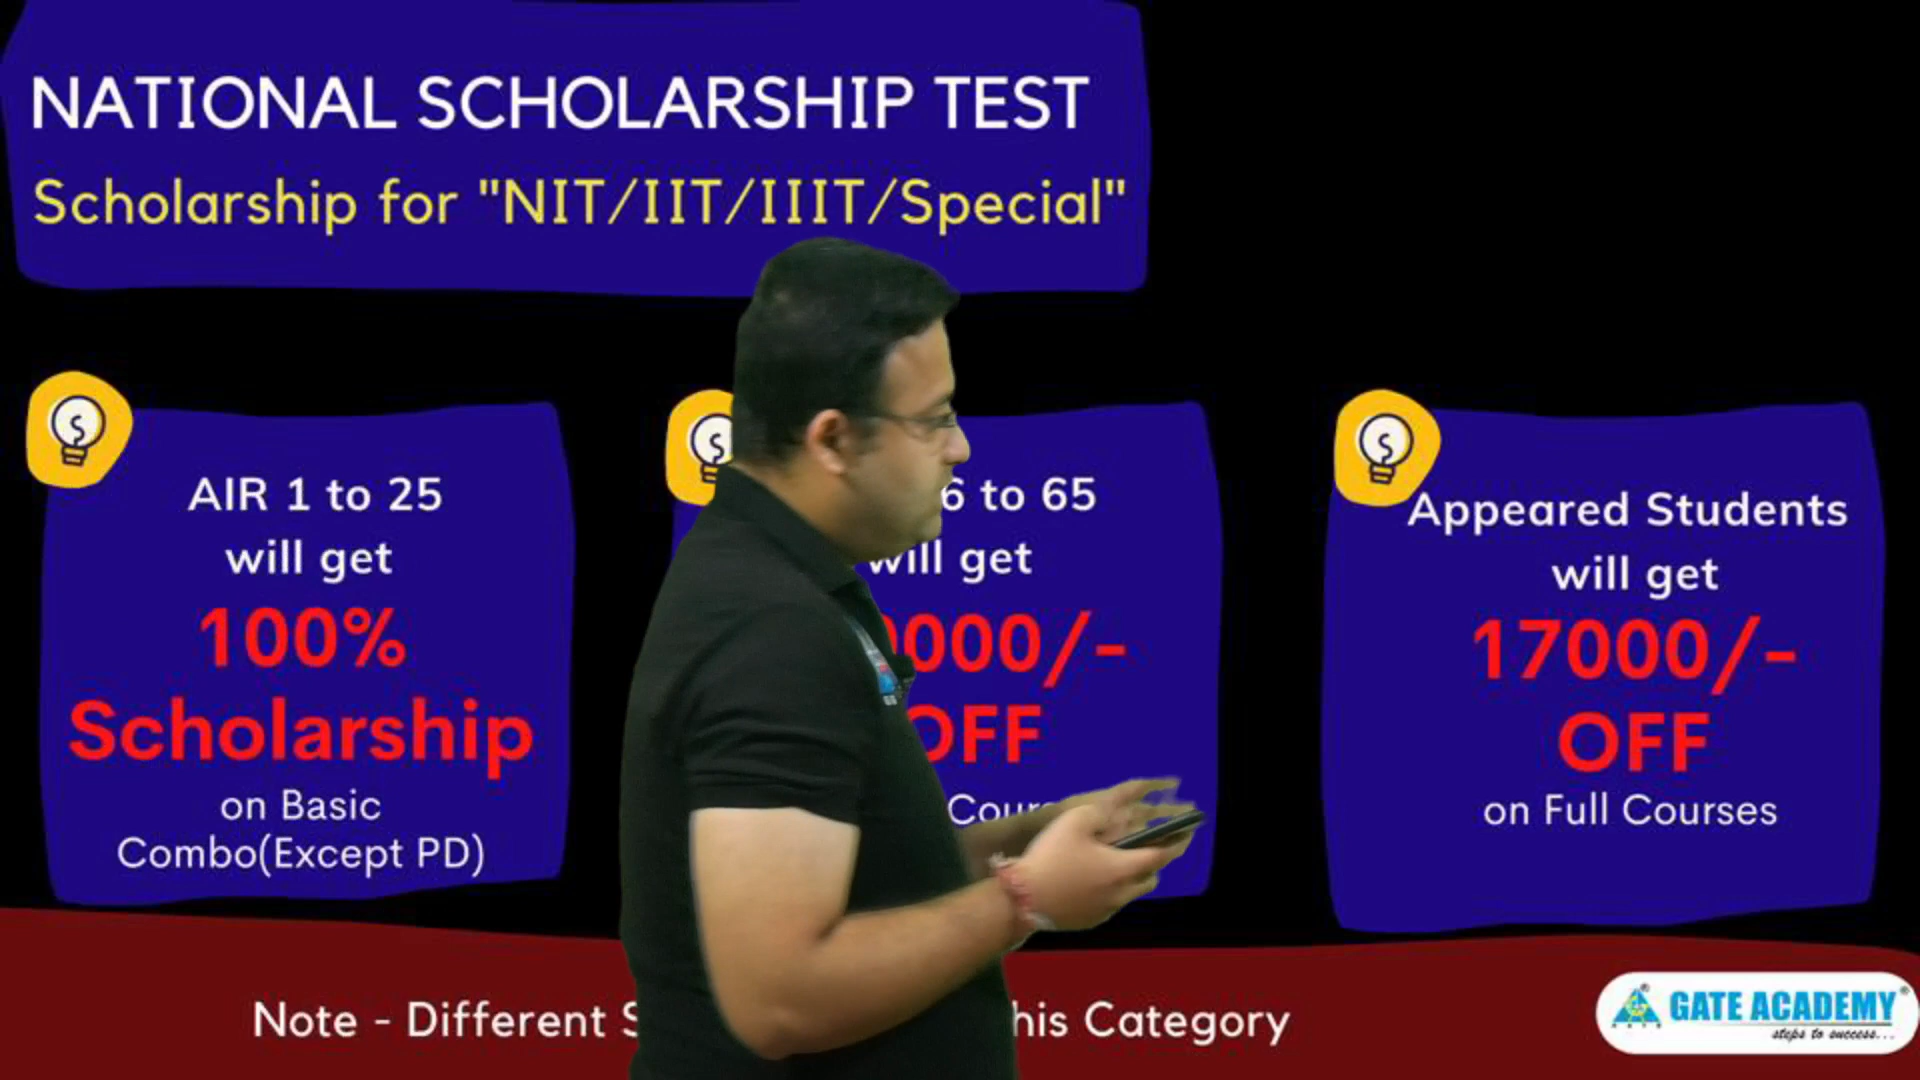 NATIONAL SCHOLARSHIP TEST
Scholarship for "NIT/IIT/IIIT/Special"
AIR 1 to 25
will get
100%
Scholarship
on Basic
Combo(Except PD)
to 65
will get
OFF
Appeared Students
will get
17000/-
OFF
on Full Courses
Note - Different
Category
GATE ACADEMY
steps to success...